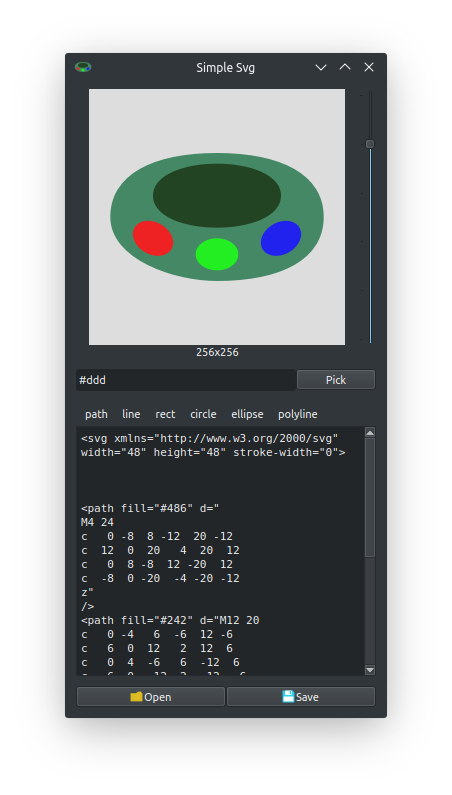 Simple Svg
256x256
#ddd
Pick
path line rect circle ellipse polyline
<svg xmlns="http://www.w3.org/2000/svg"
width="48" height="48" stroke-width="0">
<path fill="#486" d="
M4 24
c   0 -8  8 -12  20 -12
c  12  0  20   4  20  12
c   0  8 -8  12 -20  12
c  -8  0 -20  -4 -20 -12
z"
/>
<path fill="#242" d="M12 20
c   0 -4   6  -6  12 -6
c   6  0  12   2  12  6
c   0  4  -6   6  -12  6
Open Save